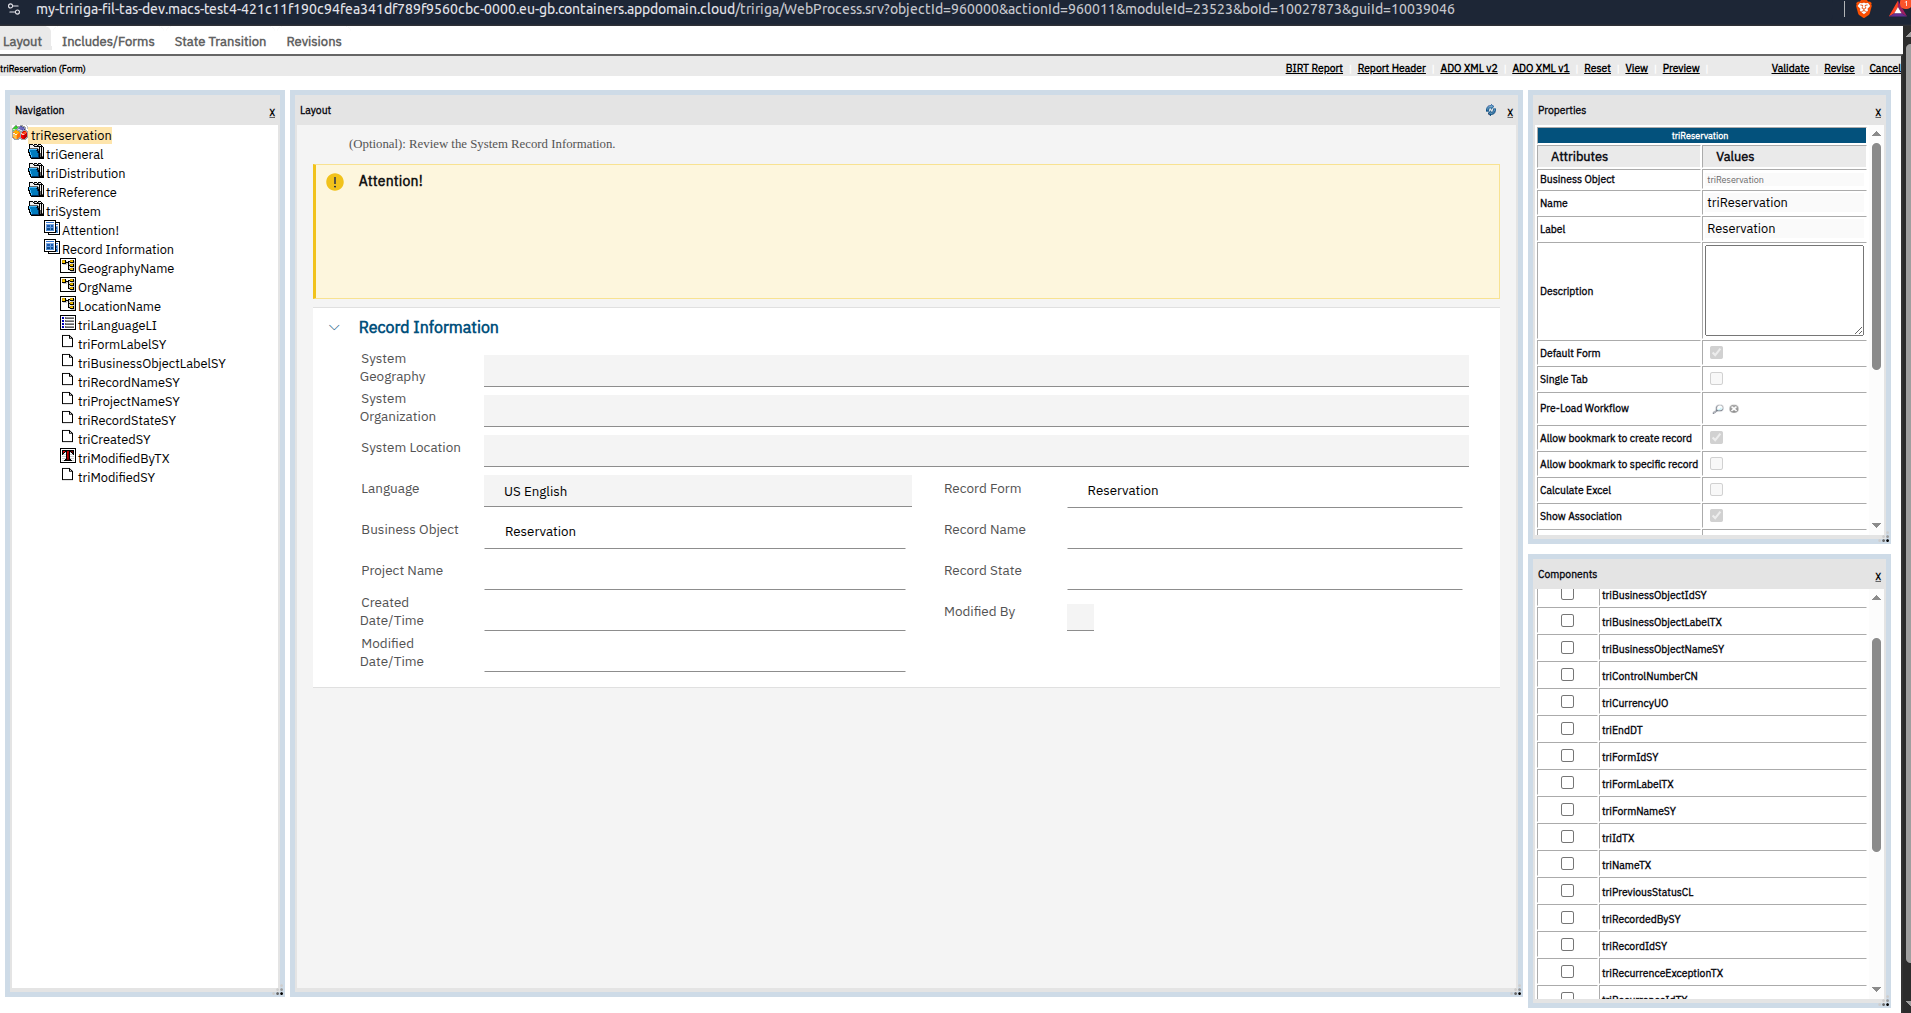 my-tririga-fil-tas-dev.macs-test4-421c11f190c94fea341df789f9560cbc-0000.eu-gb.containers.appdomain.cloud/tririga/WebProcess.srv?objectId=960000&actionId=960011&moduleId=23523&boId=10027873&guiId=10039046
Layout Includes/Forms State Transition Revisions
triReservation (Form) BIRT Report Report Header ADO XML v2 ADO XML v1 Reset View Preview Validate Revise Cancel
Navigation x
triReservation
triGeneral
triDistribution
triReference
triSystem
Attention!
Record Information
GeographyName
OrgName
LocationName
triLanguageLI
triFormLabelSY
triBusinessObjectLabelSY
triRecordNameSY
triProjectNameSY
triRecordStateSY
triCreatedSY
triModifiedByTX
triModifiedSY
Layout x
(Optional): Review the System Record Information.
Attention!
Record Information
System
Geography
System
Organization
System Location
Language US English Record Form Reservation
Business Object Reservation Record Name
Project Name Record State
Created
Date/Time
Modified By
Modified
Date/Time
Properties x
triReservation
Attributes Values
Business Object triReservation
Name triReservation
Label Reservation
Description
Default Form
Single Tab
Pre-Load Workflow
Allow bookmark to create record
Allow bookmark to specific record
Calculate Excel
Show Association
Components x
triBusinessObjectIdSY
triBusinessObjectLabelTX
triBusinessObjectNameSY
triControlNumberCN
triCurrencyUO
triEndDT
triFormIdSY
triFormLabelTX
triFormNameSY
triIdTX
triNameTX
triPreviousStatusCL
triRecordedBySY
triRecordIdSY
triRecurrenceExceptionTX
triRecurrenceIdTX